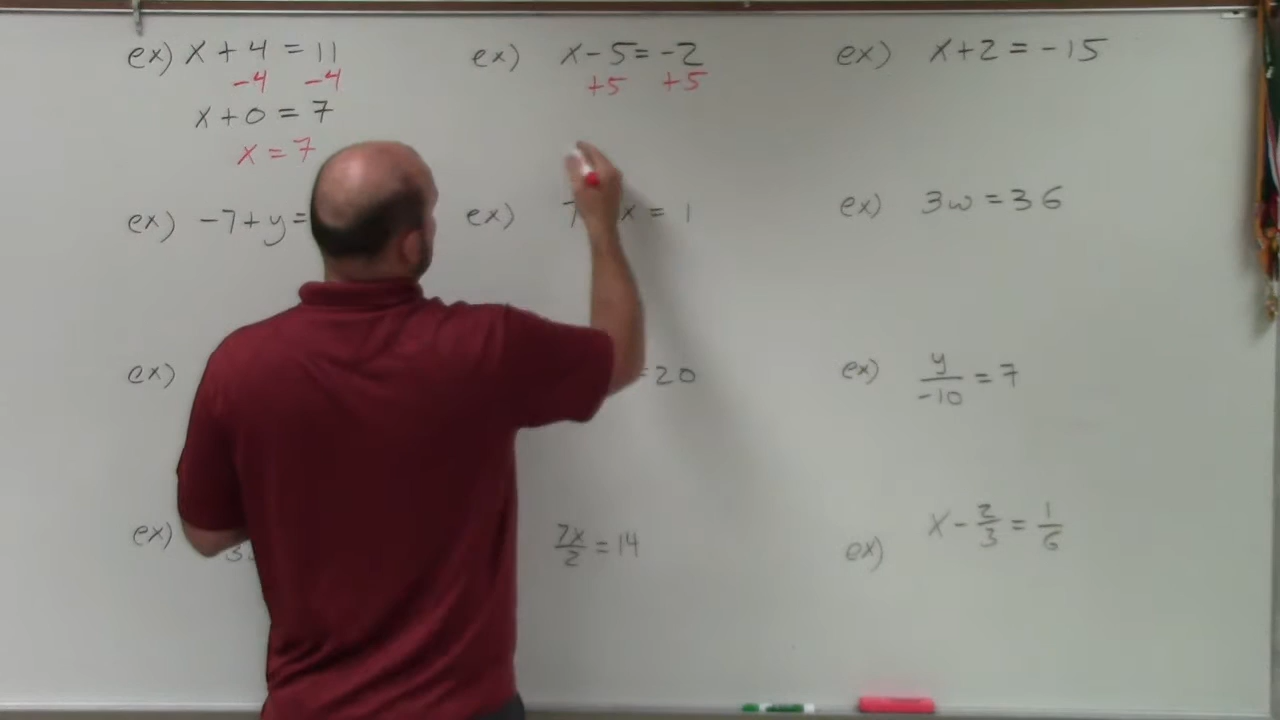 ex) x + 4 = 11
-4 -4
x + 0 = 7
x = 7
ex) x - 5 = -2
+5 +5
ex) x + 2 = -15
ex) -7 + y =
ex) 7 x = 1
ex) 3w = 36
ex)
= 20
ex) y/-10 = 7
ex)
7x/2 = 14
ex) x - 2/3 = 1/6